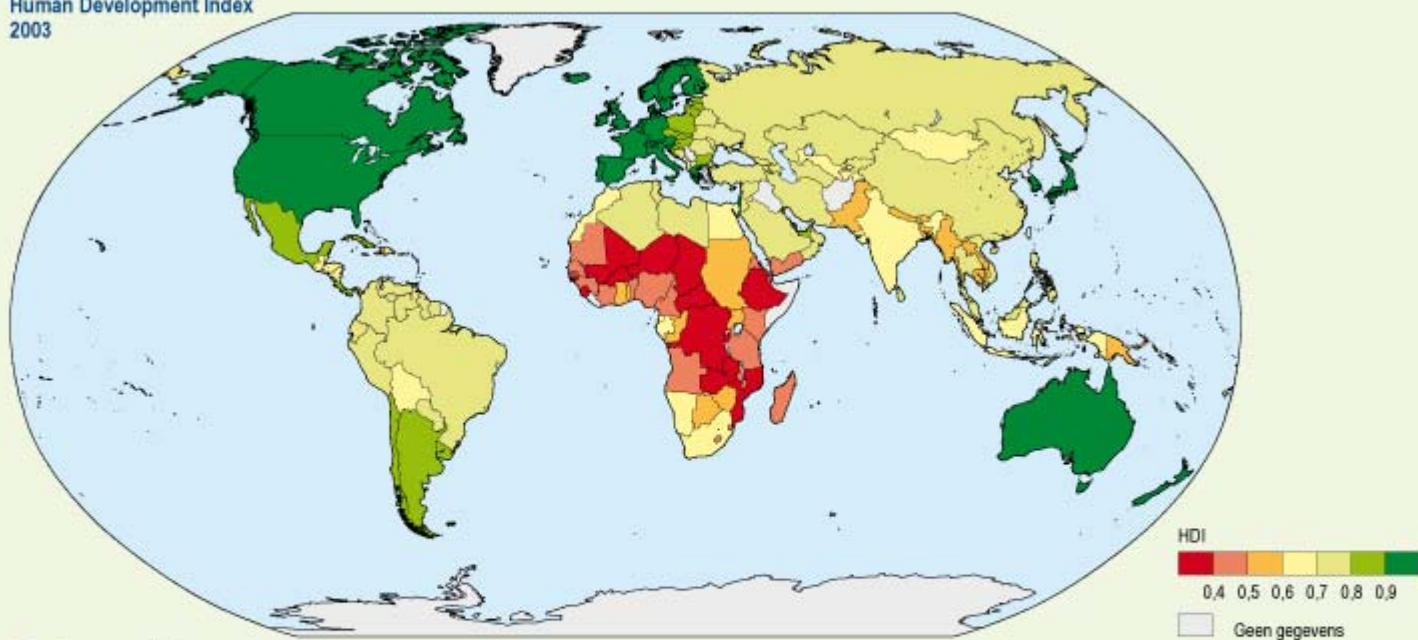 Human Development Index
2003
HDI
0,4 0,5 0,6 0,7 0,8 0,9
Geen gegevens